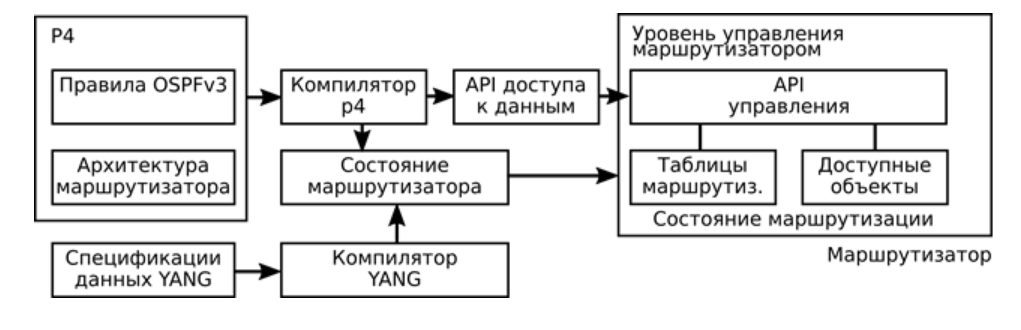 P4
Правила OSPFv3
Архитектура
маршрутизатора
Спецификации
данных YANG
Компилятор
p4
API доступа
к данным
Состояние
маршрутизатора
Компилятор
YANG
Уровень управления
маршрутизатором
API
управления
Таблицы
маршрутиз.
Доступные
объекты
Состояние маршрутизации
Маршрутизатор